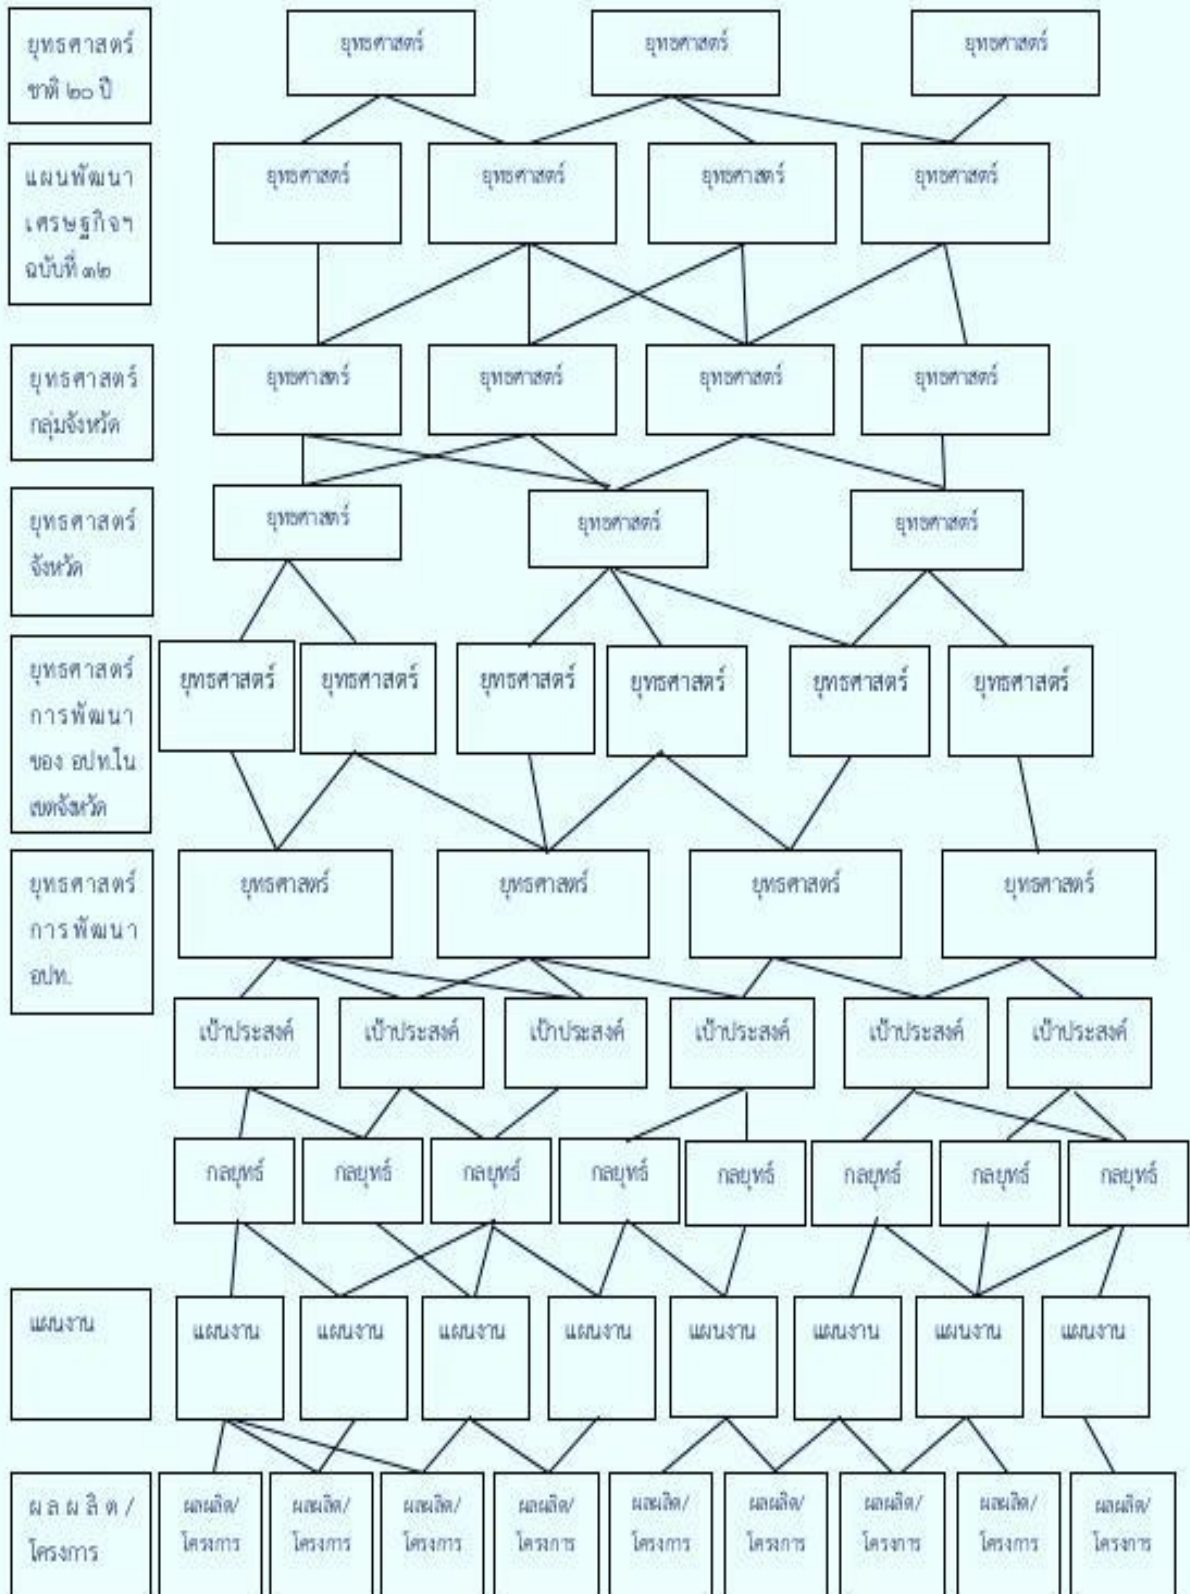 ยุทธศาสตร์
ชาติ ๒๐ ปี
ยุทธศาสตร์ ยุทธศาสตร์ ยุทธศาสตร์
แผนพัฒนา
เศรษฐกิจฯ
ฉบับที่ ๑๒
ยุทธศาสตร์ ยุทธศาสตร์ ยุทธศาสตร์ ยุทธศาสตร์
ยุทธศาสตร์
กลุ่มจังหวัด
ยุทธศาสตร์ ยุทธศาสตร์ ยุทธศาสตร์ ยุทธศาสตร์
ยุทธศาสตร์
จังหวัด
ยุทธศาสตร์ ยุทธศาสตร์ ยุทธศาสตร์
ยุทธศาสตร์
การพัฒนา
ของ อปท.ใน
เขตจังหวัด
ยุทธศาสตร์ ยุทธศาสตร์ ยุทธศาสตร์ ยุทธศาสตร์ ยุทธศาสตร์ ยุทธศาสตร์
ยุทธศาสตร์
การพัฒนา
อปท.
ยุทธศาสตร์ ยุทธศาสตร์ ยุทธศาสตร์ ยุทธศาสตร์
เป้าประสงค์ เป้าประสงค์ เป้าประสงค์ เป้าประสงค์ เป้าประสงค์ เป้าประสงค์
กลยุทธ์ กลยุทธ์ กลยุทธ์ กลยุทธ์ กลยุทธ์ กลยุทธ์ กลยุทธ์ กลยุทธ์
แผนงาน
แผนงาน แผนงาน แผนงาน แผนงาน แผนงาน แผนงาน แผนงาน แผนงาน
ผลผลิต/
โครงการ
ผลผลิต/ ผลผลิต/ ผลผลิต/ ผลผลิต/ ผลผลิต/ ผลผลิต/ ผลผลิต/ ผลผลิต/ ผลผลิต/
โครงการ โครงการ โครงการ โครงการ โครงการ โครงการ โครงการ โครงการ โครงการ